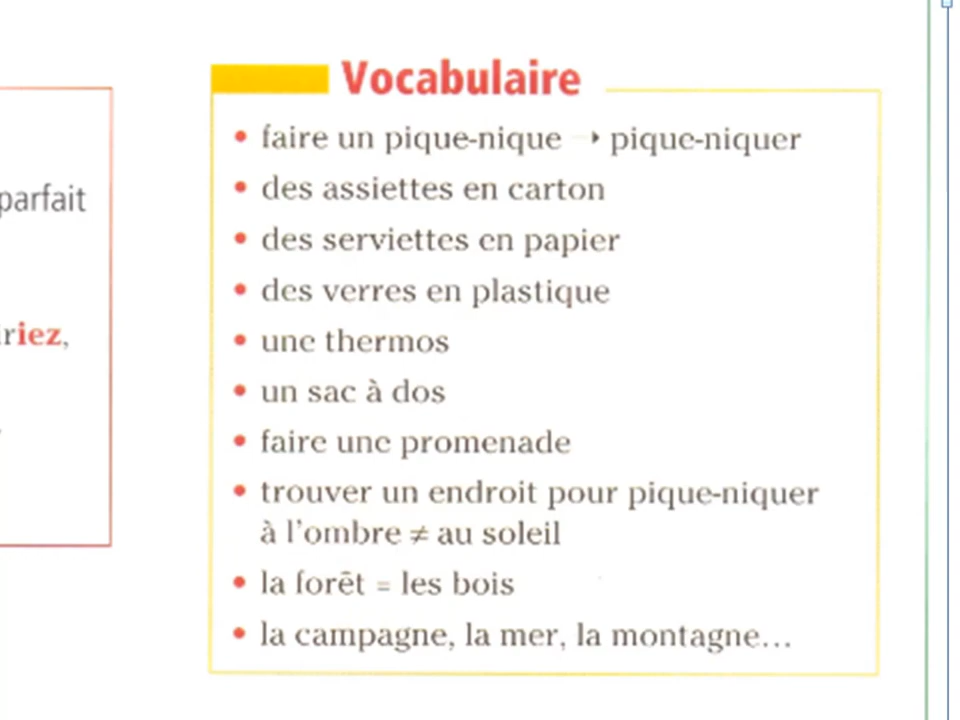 Vocabulaire
• faire un pique-nique → pique-niquer
• des assiettes en carton
• des serviettes en papier
• des verres en plastique
• une thermos
• un sac à dos
• faire une promenade
• trouver un endroit pour pique-niquer
à l'ombre ≠ au soleil
• la forêt = les bois
• la campagne, la mer, la montagne...
parfait
riez,